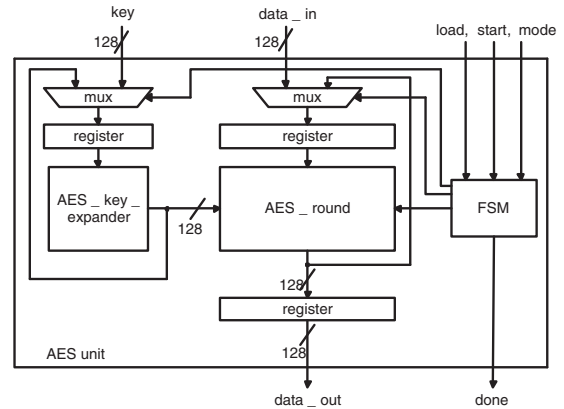 key
data _ in
load, start, mode
128
128
mux
mux
register
register
AES _ key _
expander
AES _ round
FSM
128
128
register
128
AES unit
data _ out
done